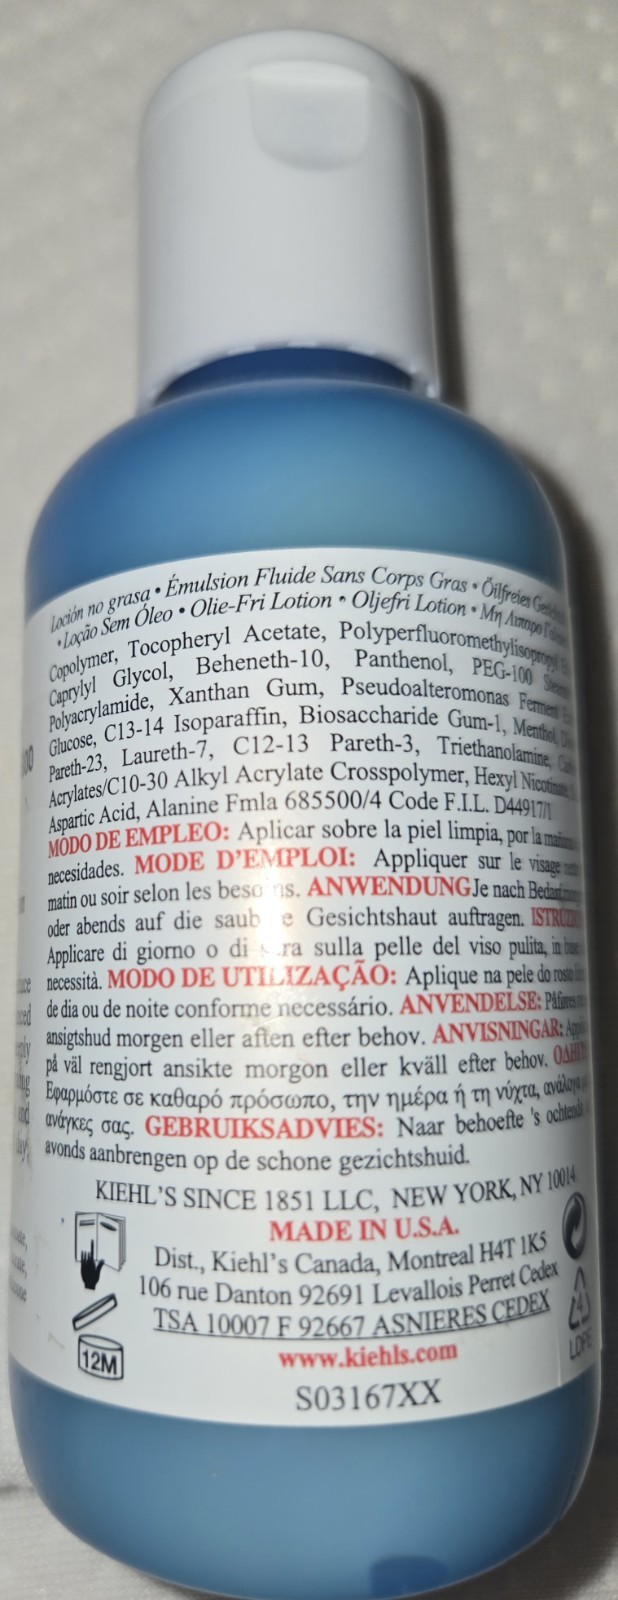 Loción no grasa • Émulsion Fluide Sans Corps Gras • Ölfreies
• Loção Sem Óleo • Olie-Fri Lotion • Oljefri Lotion • Μη Λιπαρο
Copolymer, Tocopheryl Acetate, Polyperfluoromethylisopropyl
Caprylyl Glycol, Beheneth-10, Panthenol, PEG-100
Polyacrylamide, Xanthan Gum, Pseudoalteromonas Ferment
Glucose, C13-14 Isoparaffin, Biosaccharide Gum-1, Menthol,
Pareth-23, Laureth-7, C12-13 Pareth-3, Triethanolamine,
Acrylates/C10-30 Alkyl Acrylate Crosspolymer, Hexyl
Aspartic Acid, Alanine Fmla 685500/4 Code F.I.L. D44917/1
MODO DE EMPLEO: Aplicar sobre la piel limpia, por la
necesidades. MODE D'EMPLOI: Appliquer sur le visage
matin ou soir selon les ANWENDUNG Je nach Bedarf
oder abends auf die Gesichtshaut auftragen.
Applicare di giorno o di sulla pelle del viso pulita, in
necessità. MODO DE UTILIZAÇÃO: Aplique na pele do rosto
de dia ou de noite conforme necessário. ANVENDELSE:
ansigtshud morgen eller aften efter behov. ANVISNINGAR:
på väl rengjort ansikte morgon eller kväll efter behov.
Εφαρμόστε σε καθαρό πρόσωπο, την ημέρα ή τη νύχτα,
ανάγκες σας. GEBRUIKSADVIES: Naar behoefte 's ochtends
avonds aanbrengen op de schone gezichtshuid.
KIEHL'S SINCE 1851 LLC, NEW YORK, NY 10014
MADE IN U.S.A.
Dist., Kiehl's Canada, Montreal H4T 1K5
106 rue Danton 92691 Levallois Perret Cedex
TSA 10007 F 92667 ASNIERES CEDEX
12M
4
LDPE
www.kiehls.com
S03167XX